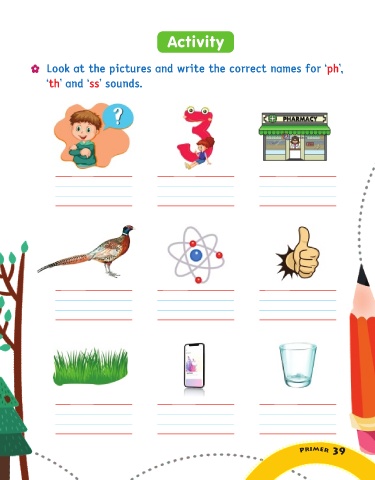 Activity
Look at the pictures and write the correct names for ‘ph’,
‘th’ and ‘ss’ sounds.
?
3
PHARMACY
PRIMER 39